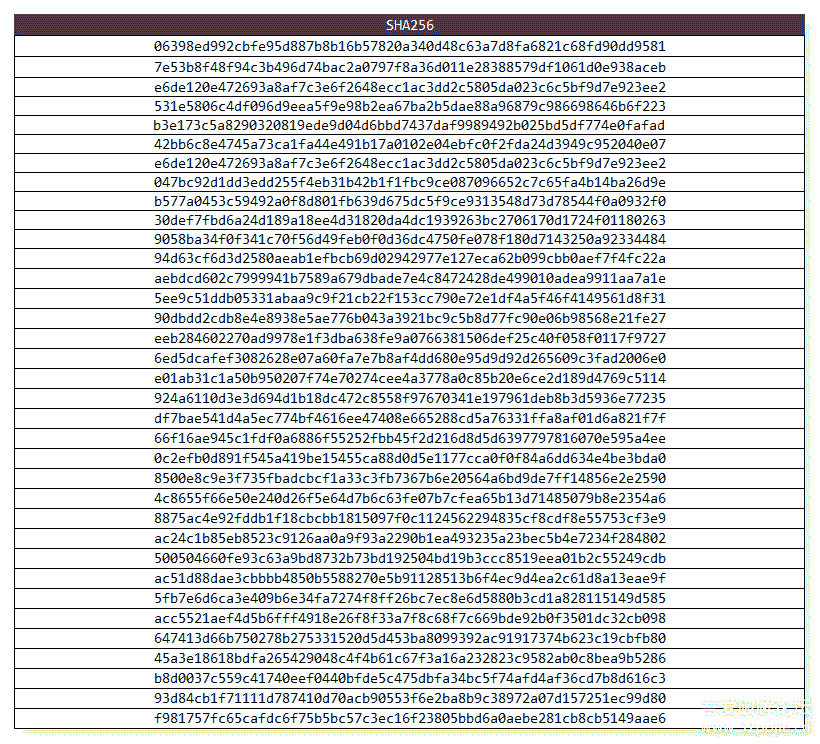 SHA256
06398ed992cbfe95d887b8b16b57820a340d48c63a7d8fa6821c68fd90dd9581
7e53b8f48f94c3b496d74bac2a0797f8a36d011e28388579df1061d0e938aceb
e6de120e472693a8af7c3e6f2648ecc1ac3dd2c5805da023c6c5bf9d7e923ee2
531e5806c4df096d9eea5f9e98b2ea67ba2b5dae88a96879c986698646b6f223
b3e173c5a8290320819ede9d04d6bbd7437daf9989492b025bd5df774e0fafad
42bb6c8e4745a73ca1fa44e491b17a0102e04ebfc0f2fda24d3949c952040e07
e6de120e472693a8af7c3e6f2648ecc1ac3dd2c5805da023c6c5bf9d7e923ee2
047bc92d1dd3edd255f4eb31b42b1f1fbc9ce087096652c7c65fa4b14ba26d9e
b577a0453c59492a0f8d801fb639d675dc5f9ce9313548d73d78544f0a0932f0
30def7fbd6a24d189a18ee4d31820da4dc1939263bc2706170d1724f01180263
9058ba34f0f341c70f56d49feb0f0d36dc4750fe078f180d7143250a92334484
94d63cf6d3d2580aeab1efbcb69d02942977e127eca62b099cbb0aef7f4fc22a
aebdcd602c7999941b7589a679dbade7e4c8472428de499010adea9911aa7a1e
5ee9c51ddb05331abaa9c9f21cb22f153cc790e72e1df4a5f46f4149561d8f31
90dbdd2cdb8e4e8938e5ae776b043a3921bc9c5b8d77fc90e06b98568e21fe27
eeb284602270ad9978e1f3dba638fe9a0766381506def25c40f058f0117f9727
6ed5dcafef3082628e07a60fa7e7b8af4dd680e95d9d92d265609c3fad2006e0
e01ab31c1a50b950207f74e70274cee4a3778a0c85b20e6ce2d189d4769c5114
924a6110d3e3d694d1b18dc472c8558f97670341e197961deb8b3d5936e77235
df7bae541d4a5ec774bf4616ee47408e665288cd5a76331ffa8af01d6a821f7f
66f16ae945c1fdf0a6886f55252fbb45f2d216d8d5d6397797816070e595a4ee
0c2efb0d891f545a419be15455ca88d0d5e1177cca0f0f84a6dd634e4be3bda0
8500e8c9e3f735fbadcbcf1a33c3fb7367b6e20564a6bd9de7ff14856e2e2590
4c8655f66e50e240d26f5e64d7b6c63fe07b7cfea65b13d71485079b8e2354a6
8875ac4e92fddb1f18cbcbb1815097f0c1124562294835cf8cdf8e55753cf3e9
ac24c1b85eb8523c9126aa0a9f93a2290b1ea493235a23bec5b4e7234f284802
500504660fe93c63a9bd8732b73bd192504bd19b3ccc8519eea01b2c55249cdb
ac51d88dae3cbbbb4850b5588270e5b91128513b6f4ec9d4ea2c61d8a13eae9f
5fb7e6d6ca3e409b6e34fa7274f8ff26bc7ec8e6d5880b3cd1a828115149d585
acc5521aef4d5b6fff4918e26f8f33a7f8c68f7c669bde92b0f3501dc32cb098
647413d66b750278b275331520d5d453ba8099392ac91917374b623c19cbfb80
45a3e18618bdfa265429048c4f4b61c67f3a16a232823c9582ab0c8bea9b5286
b8d0037c559c41740eef0440bfde5c475dbfa34bc5f74afd4af36cd7b8d616c3
93d84cb1f71111d787410d70acb90553f6e2ba8b9c38972a07d157251ec99d80
f981757fc65cafdc6f75b5bc57c3ec16f23805bbd6a0aebe281cb8cb5149aae6